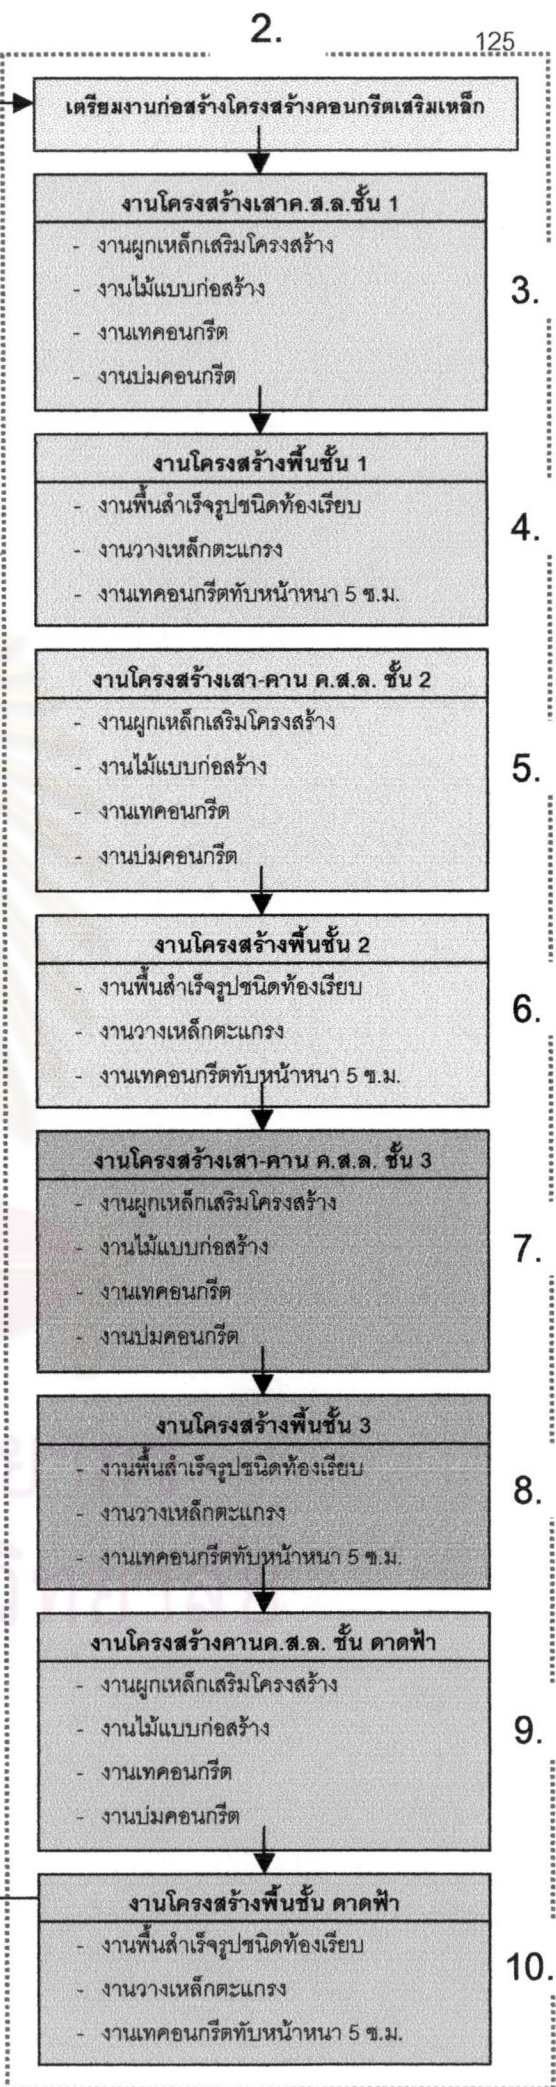 2.
125
เตรียมงานก่อสร้างโครงสร้างคอนกรีตเสริมเหล็ก
งานโครงสร้างเสาค.ส.ล.ชั้น 1
- งานผูกเหล็กเสริมโครงสร้าง
- งานไม้แบบก่อสร้าง
- งานเทคอนกรีต
- งานบ่มคอนกรีต
3.
งานโครงสร้างพื้นชั้น 1
- งานพื้นสำเร็จรูปชนิดท้องเรียบ
- งานวางเหล็กตะแกรง
- งานเทคอนกรีตทับหน้าหนา 5 ซ.ม.
4.
งานโครงสร้างเสา-คาน ค.ส.ล. ชั้น 2
- งานผูกเหล็กเสริมโครงสร้าง
- งานไม้แบบก่อสร้าง
- งานเทคอนกรีต
- งานบ่มคอนกรีต
5.
งานโครงสร้างพื้นชั้น 2
- งานพื้นสำเร็จรูปชนิดท้องเรียบ
- งานวางเหล็กตะแกรง
- งานเทคอนกรีตทับหน้าหนา 5 ซ.ม.
6.
งานโครงสร้างเสา-คาน ค.ส.ล. ชั้น 3
- งานผูกเหล็กเสริมโครงสร้าง
- งานไม้แบบก่อสร้าง
- งานเทคอนกรีต
- งานบ่มคอนกรีต
7.
งานโครงสร้างพื้นชั้น 3
- งานพื้นสำเร็จรูปชนิดท้องเรียบ
- งานวางเหล็กตะแกรง
- งานเทคอนกรีตทับหน้าหนา 5 ซ.ม.
8.
งานโครงสร้างคานค.ส.ล. ชั้น ดาดฟ้า
- งานผูกเหล็กเสริมโครงสร้าง
- งานไม้แบบก่อสร้าง
- งานเทคอนกรีต
- งานบ่มคอนกรีต
9.
งานโครงสร้างพื้นชั้น ดาดฟ้า
- งานพื้นสำเร็จรูปชนิดท้องเรียบ
- งานวางเหล็กตะแกรง
- งานเทคอนกรีตทับหน้าหนา 5 ซ.ม.
10.